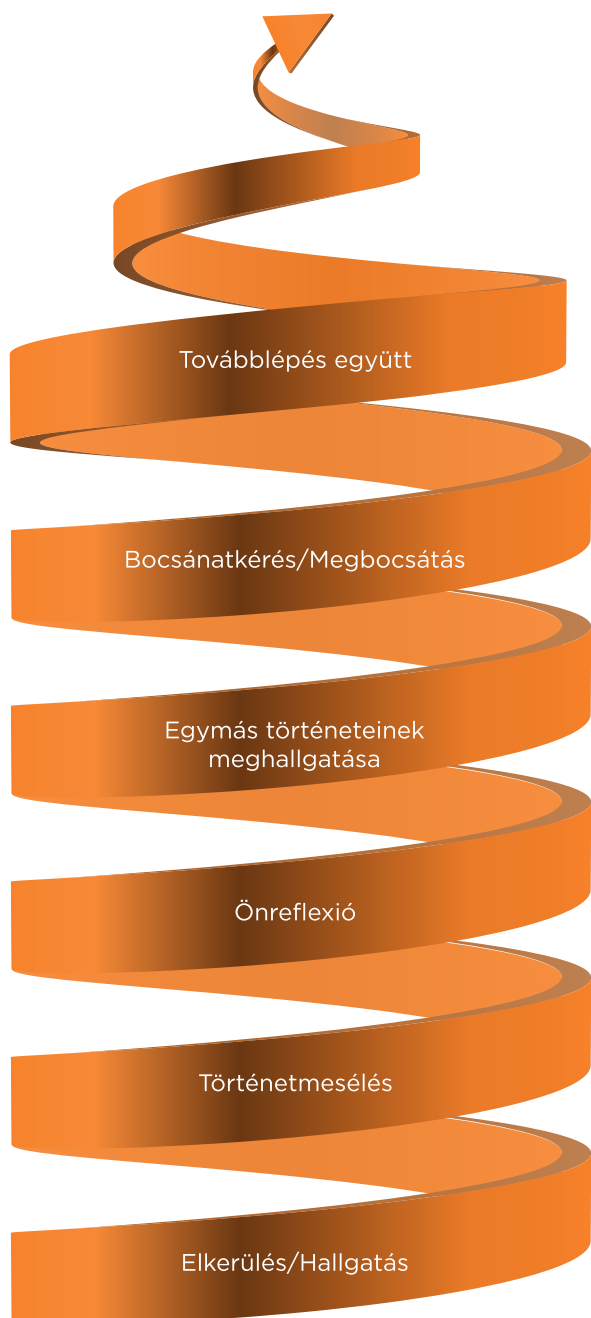 Továbblépés együtt
Bocsánatkérés/Megbocsátás
Egymás történeteinek
meghallgatása
Önreflexió
Történetmesélés
Elkerülés/Hallgatás